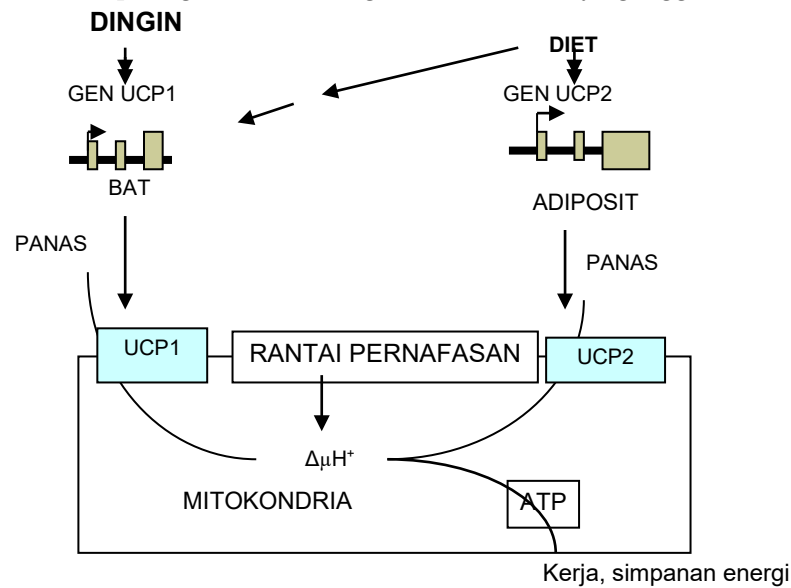 DINGIN
DIET
GEN UCP1
GEN UCP2
BAT
ADIPOSIT
PANAS
PANAS
UCP1
RANTAI PERNAFASAN
UCP2
ΔμH⁺
MITOKONDRIA
ATP
Kerja, simpanan energi